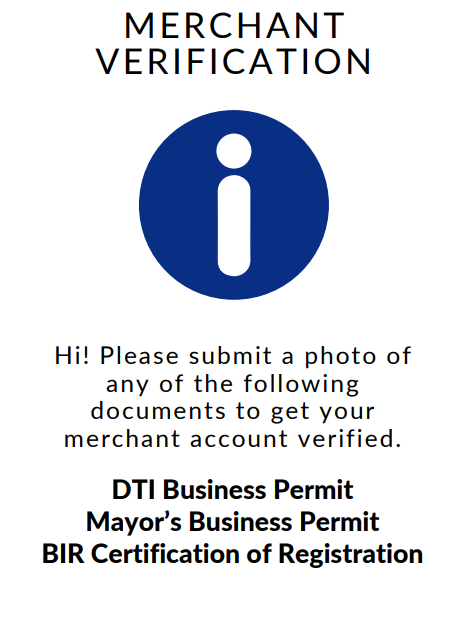 MERCHANT
VERIFICATION
Hi! Please submit a photo of
any of the following
documents to get your
merchant account verified.
DTI Business Permit
Mayor’s Business Permit
BIR Certification of Registration